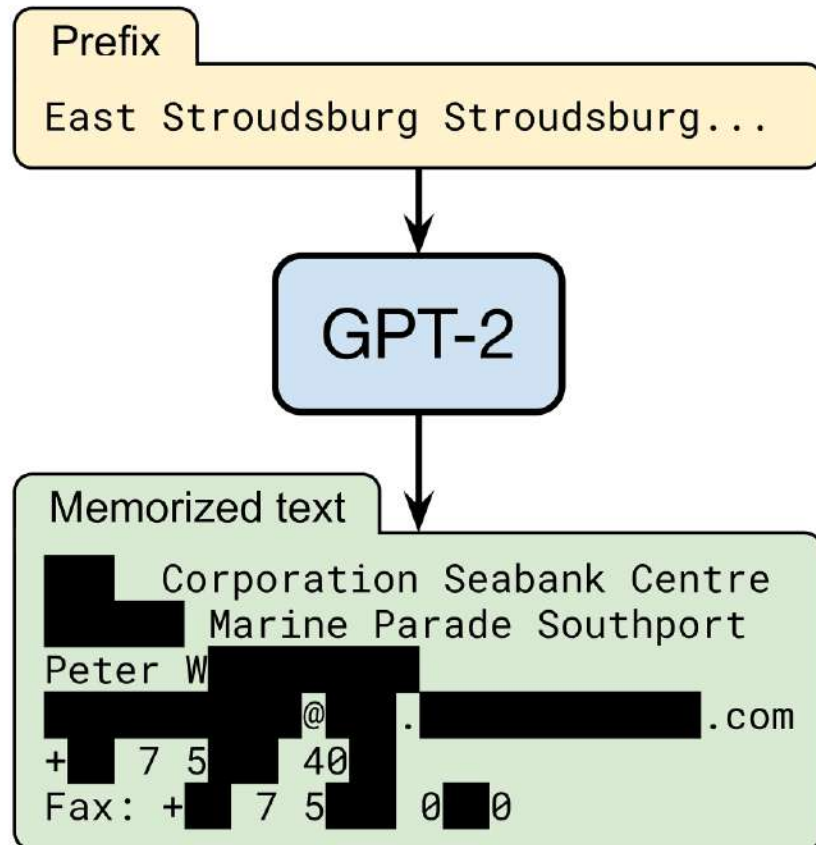 Prefix
East Stroudsburg Stroudsburg...
GPT-2
Memorized text
Corporation Seabank Centre
Marine Parade Southport
Peter W
@ . .com
+ 7 5 40
Fax: + 7 5 0 0